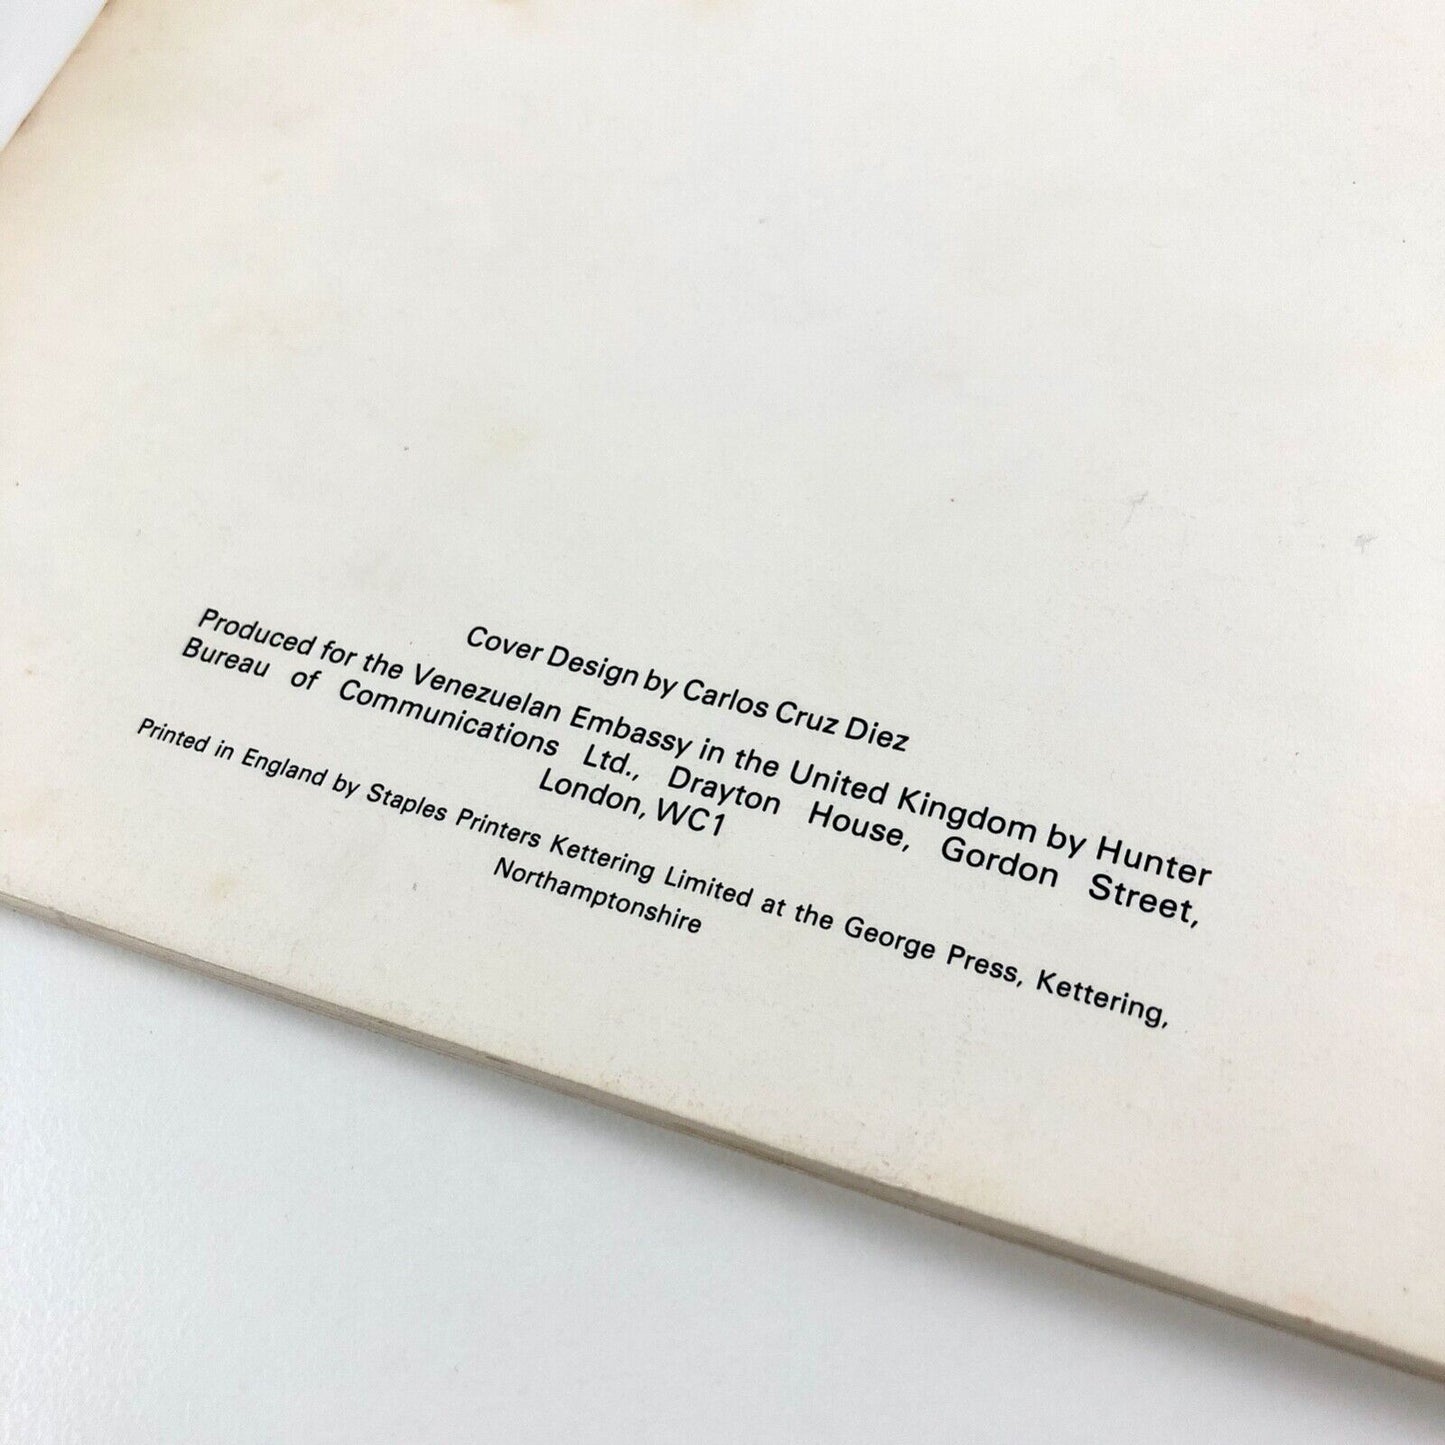 Cover Design by Carlos Cruz Diez
Produced for the Venezuelan Embassy in the United Kingdom by Hunter
Bureau of Communications Ltd., Drayton House, Gordon Street,
London, WC1
Printed in England by Staples Printers Kettering Limited at the George Press, Kettering,
Northamptonshire